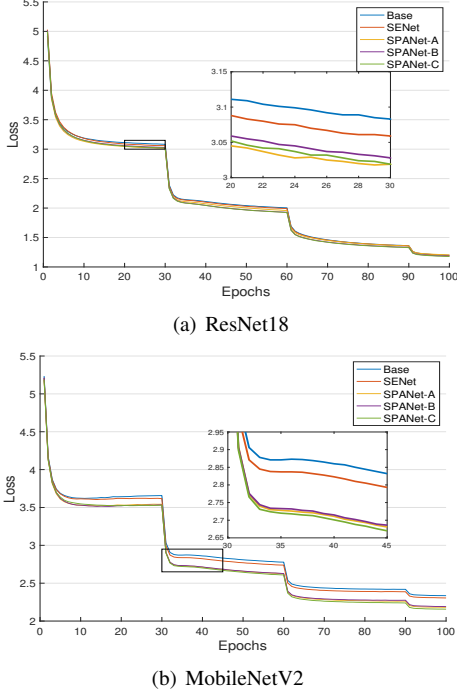 5.5
5
4.5
4
3.5
3
2.5
2
1.5
1
Loss
Base
SENet
SPANet-A
SPANet-B
SPANet-C
3.15
3.1
3.05
3
20 22 24 26 28 30
0 10 20 30 40 50 60 70 80 90 100
Epochs
(a) ResNet18
5.5
5
4.5
4
3.5
3
2.5
2
Loss
Base
SENet
SPANet-A
SPANet-B
SPANet-C
2.95
2.9
2.85
2.8
2.75
2.7
2.65
30 35 40 45
0 10 20 30 40 50 60 70 80 90 100
Epochs
(b) MobileNetV2